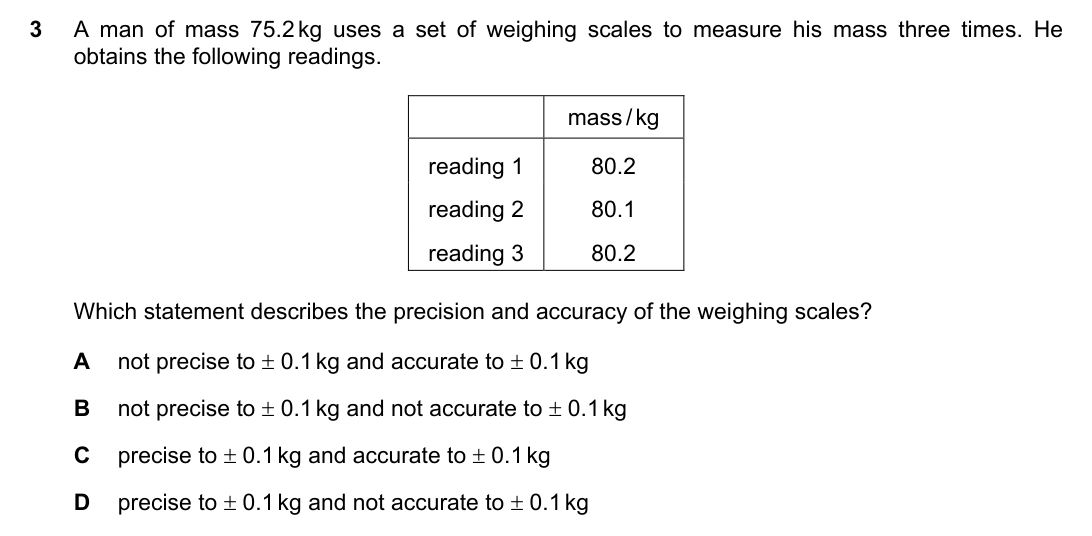 3 A man of mass 75.2 kg uses a set of weighing scales to measure his mass three times. He
obtains the following readings.
mass / kg
reading 1 80.2
reading 2 80.1
reading 3 80.2
Which statement describes the precision and accuracy of the weighing scales?
A not precise to ± 0.1 kg and accurate to ± 0.1 kg
B not precise to ± 0.1 kg and not accurate to ± 0.1 kg
C precise to ± 0.1 kg and accurate to ± 0.1 kg
D precise to ± 0.1 kg and not accurate to ± 0.1 kg